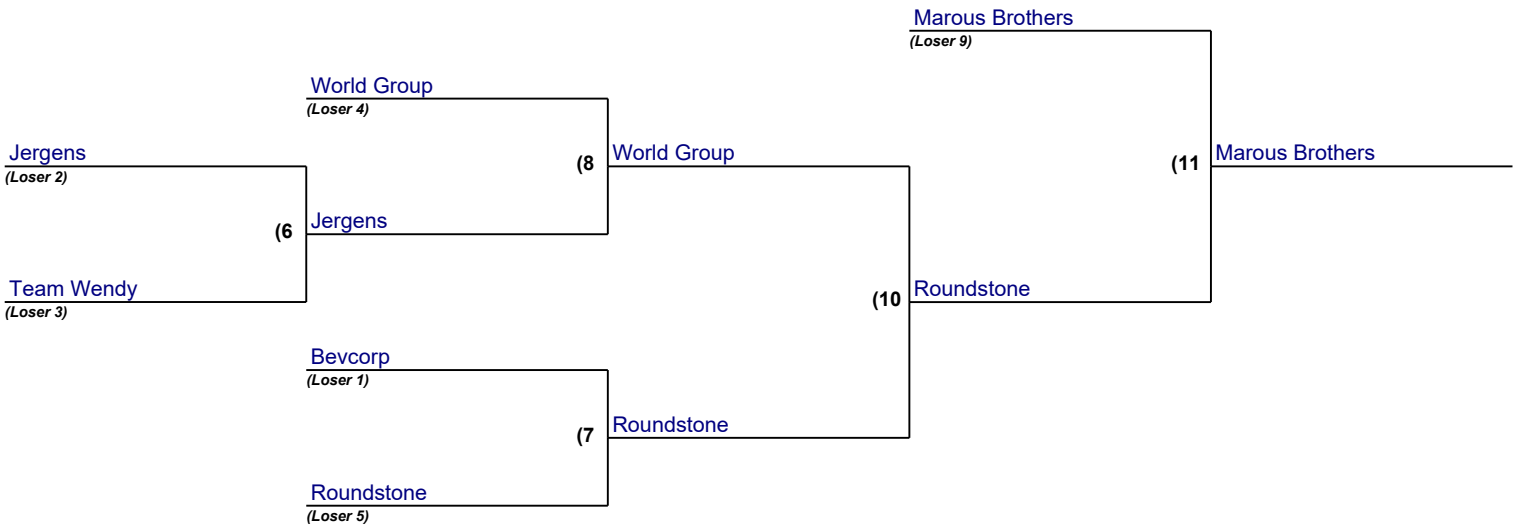 Marous Brothers
(Loser 9)
World Group
(Loser 4)
Jergens
(Loser 2)
(8 World Group
(11 Marous Brothers
(6 Jergens
Team Wendy
(Loser 3)
(10 Roundstone
Bevcorp
(Loser 1)
(7 Roundstone
Roundstone
(Loser 5)